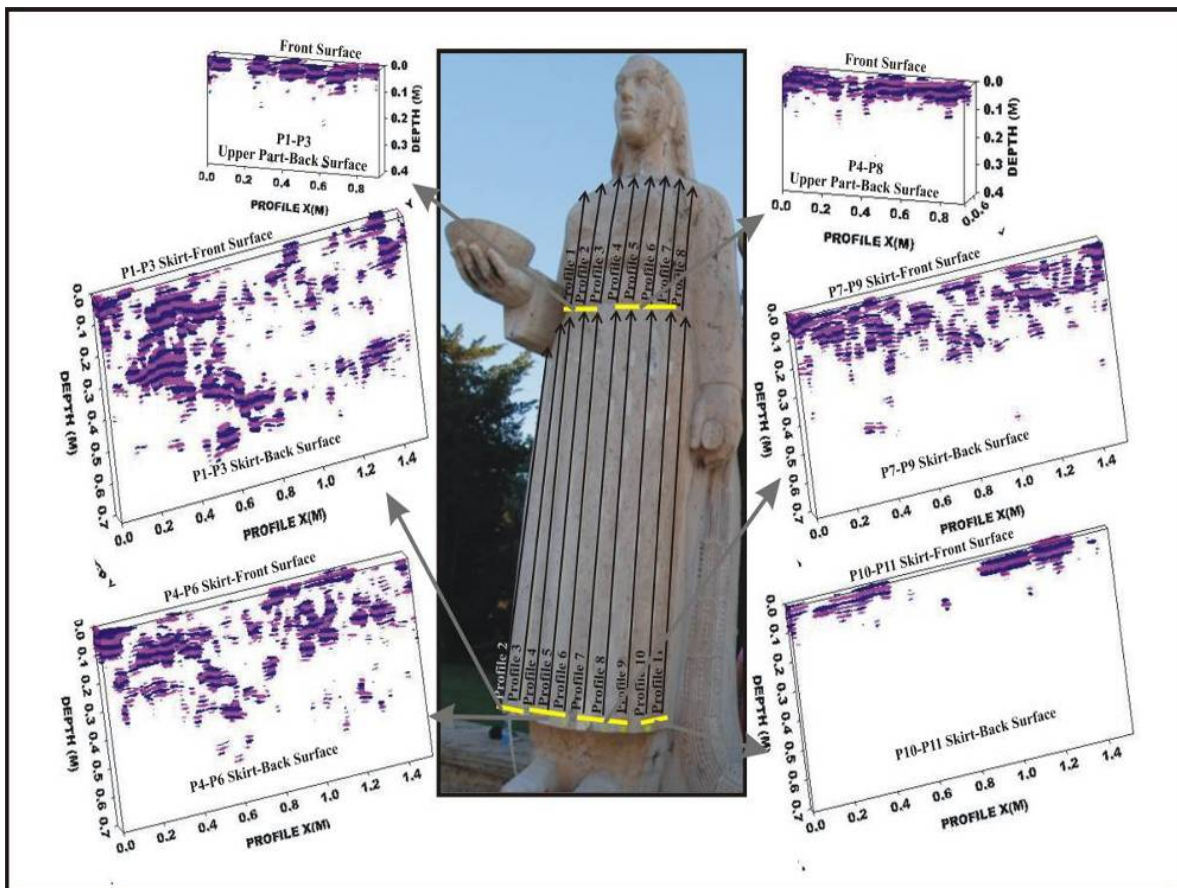 Front Surface
0.0
0.1
0.2
0.3
0.4
DEPTH (M)
P1-P3
Upper Part-Back Surface
0.0 0.2 0.4 0.6 0.8
PROFILE X(M)
P1-P3 Skirt-Front Surface
0.0
0.1
0.2
0.3
0.4
0.5
0.6
0.7
DEPTH (M)
P1-P3 Skirt-Back Surface
0.0 0.2 0.4 0.6 0.8 1.0 1.2 1.4
PROFILE X(M)
P4-P6 Skirt-Front Surface
0.0
0.1
0.2
0.3
0.4
0.5
0.6
0.7
DEPTH (M)
P4-P6 Skirt-Back Surface
0.0 0.2 0.4 0.6 0.8 1.0 1.2 1.4
PROFILE X(M)
Profile 1
Profile 2
Profile 3
Profile 4
Profile 5
Profile 6
Profile 7
Profile 8
Profile 2
Profile 3
Profile 4
Profile 5
Profile 6
Profile 7
Profile 8
Profile 9
Profile 10
Front Surface
0.0
0.1
0.2
0.3
0.4
DEPTH (M)
P4-P8
Upper Part-Back Surface
0.0 0.2 0.4 0.6 0.8
PROFILE X(M)
P7-P9 Skirt-Front Surface
0.0
0.1
0.2
0.3
0.4
0.5
0.6
0.7
DEPTH (M)
P7-P9 Skirt-Back Surface
0.0 0.2 0.4 0.6 0.8 1.0 1.2 1.4
PROFILE X(M)
P10-P11 Skirt-Front Surface
0.0
0.1
0.2
0.3
0.4
0.5
0.6
0.7
DEPTH (M)
P10-P11 Skirt-Back Surface
0.0 0.2 0.4 0.6 0.8 1.0 1.2 1.4
PROFILE X(M)